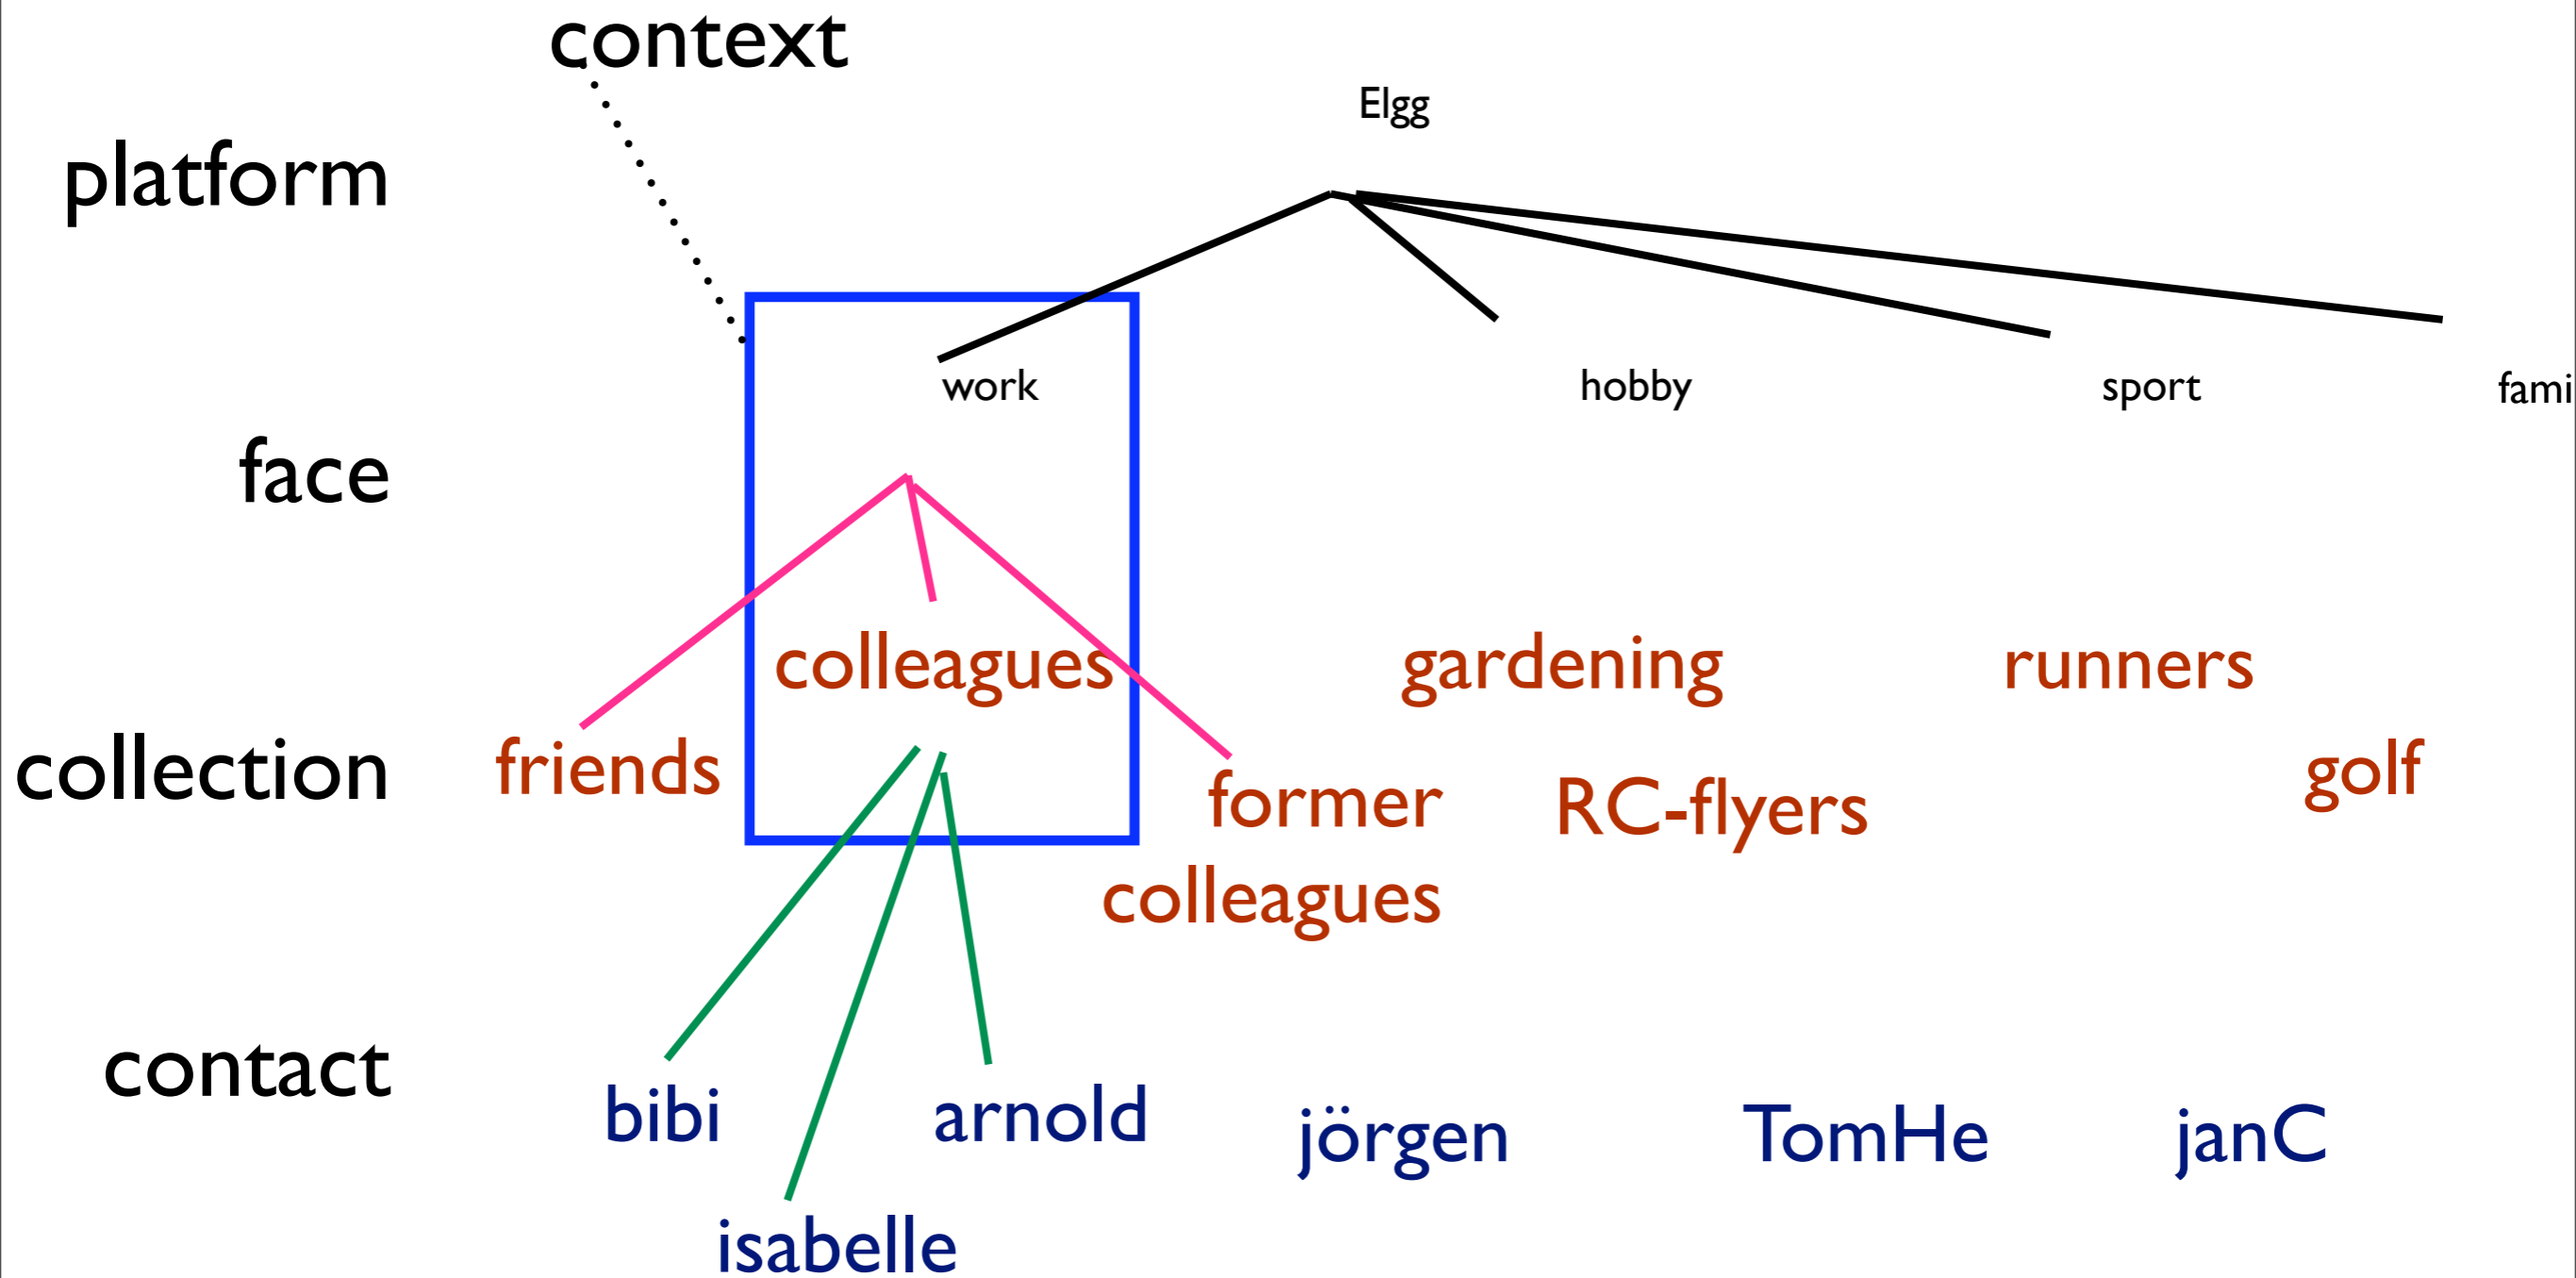 context
Elgg
platform
work hobby sport fami
face
colleagues gardening runners
collection friends former RC-flyers golf
colleagues
contact
bibi arnold jörgen TomHe janC
isabelle